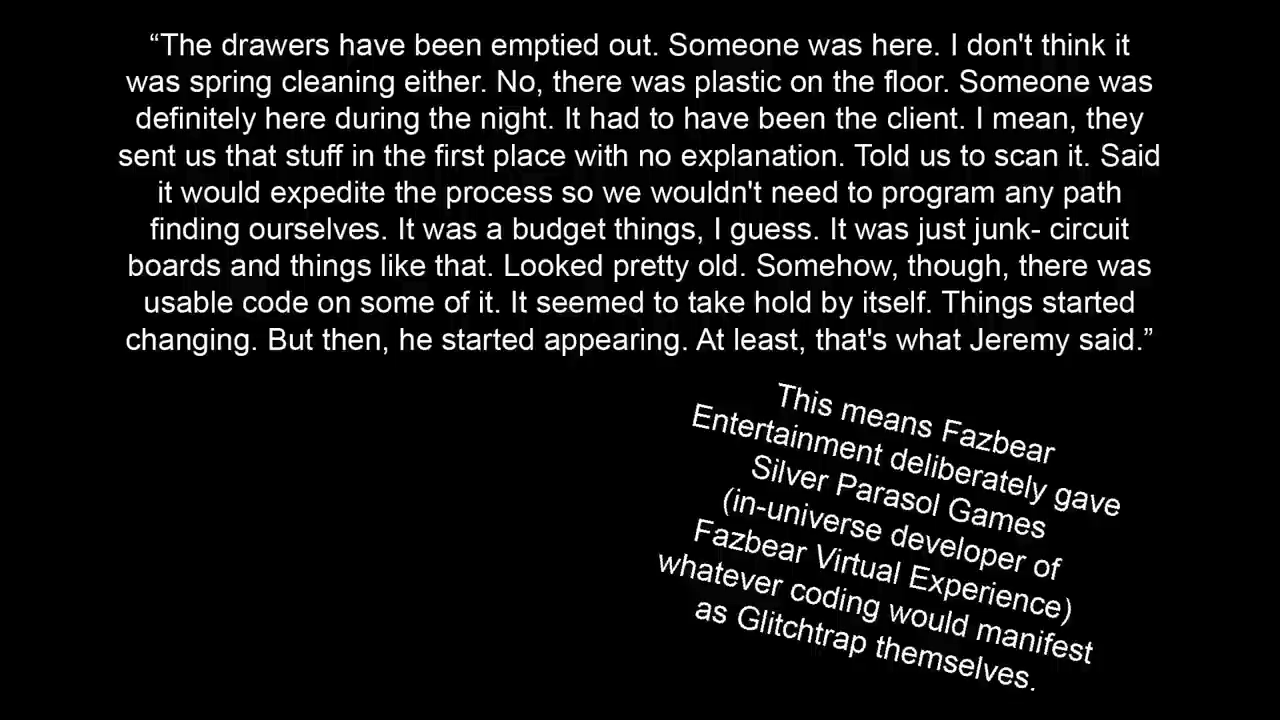 “The drawers have been emptied out. Someone was here. I don't think it
was spring cleaning either. No, there was plastic on the floor. Someone was
definitely here during the night. It had to have been the client. I mean, they
sent us that stuff in the first place with no explanation. Told us to scan it. Said
it would expedite the process so we wouldn't need to program any path
finding ourselves. It was a budget things, I guess. It was just junk- circuit
boards and things like that. Looked pretty old. Somehow, though, there was
usable code on some of it. It seemed to take hold by itself. Things started
changing. But then, he started appearing. At least, that's what Jeremy said.”
This means Fazbear
Entertainment deliberately gave
Silver Parasol Games
(in-universe developer of
Fazbear Virtual Experience)
whatever coding would manifest
as Glitchtrap themselves.